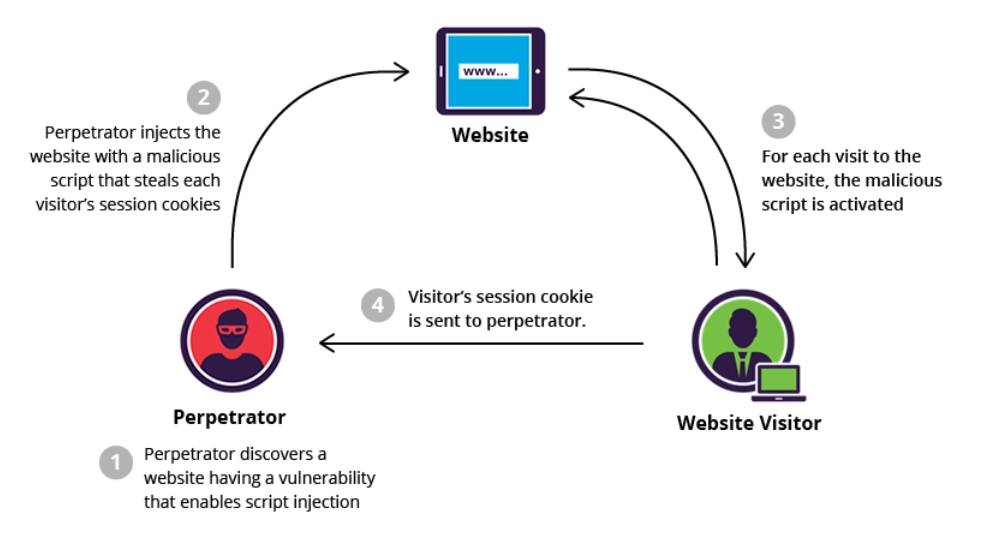 www...
Website
2
Perpetrator injects the
website with a malicious
script that steals each
visitor's session cookies
3
For each visit to the
website, the malicious
script is activated
4
Visitor's session cookie
is sent to perpetrator.
Perpetrator
Website Visitor
1
Perpetrator discovers a
website having a vulnerability
that enables script injection